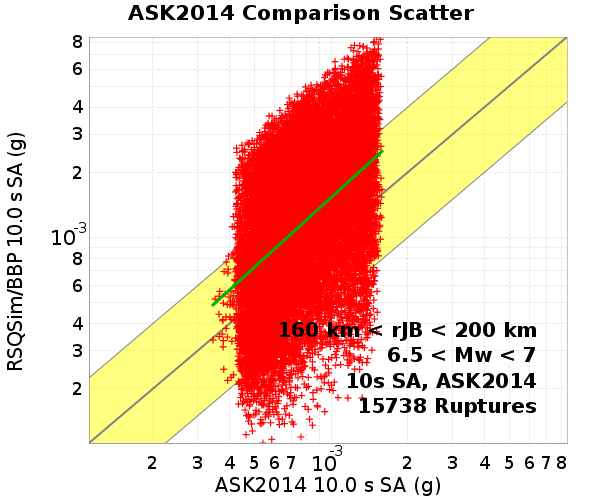 ASK2014 Comparison Scatter
8
6
4
3
2
10-3
8
6
4
3
2
RSQSim/BBP 10.0 s SA (g)
160 km < rJB < 200 km
6.5 < Mw < 7
10s SA, ASK2014
15738 Ruptures
2 3 4 5 6 7 10-3 2 3 4 5 6 7 8
ASK2014 10.0 s SA (g)